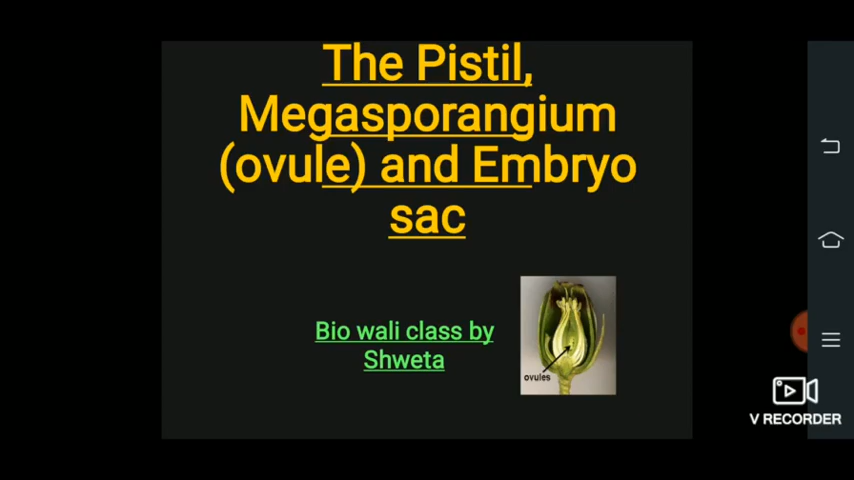 The Pistil,
Megasporangium
(ovule) and Embryo
sac
Bio wali class by
Shweta
ovules
V RECORDER